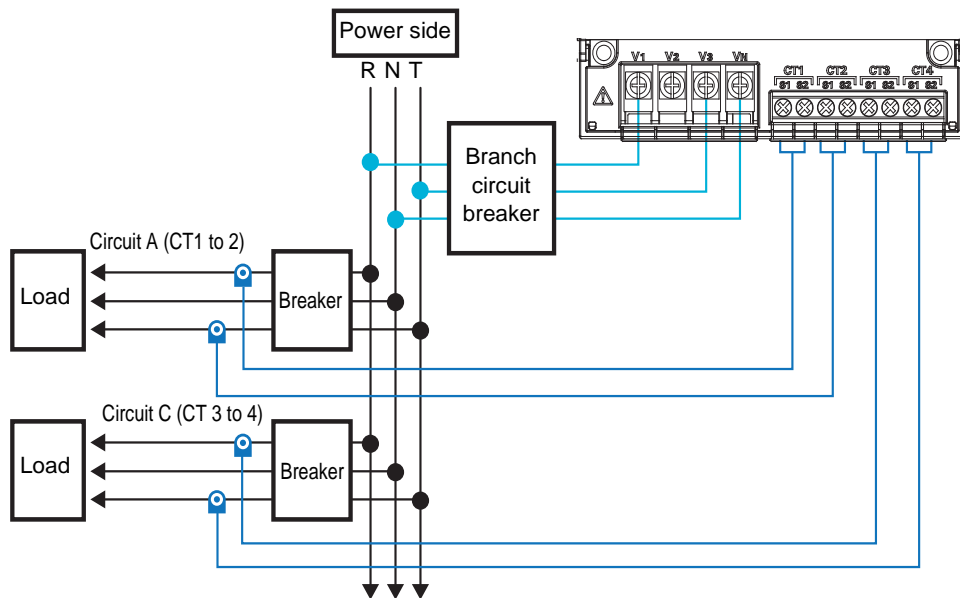 Power side
R N T
V1 V2 V3 VN
CT1 CT2 CT3 CT4
S1 S2 S1 S2 S1 S2 S1 S2
Branch
circuit
breaker
Circuit A (CT1 to 2)
Load
Breaker
Circuit C (CT 3 to 4)
Load
Breaker